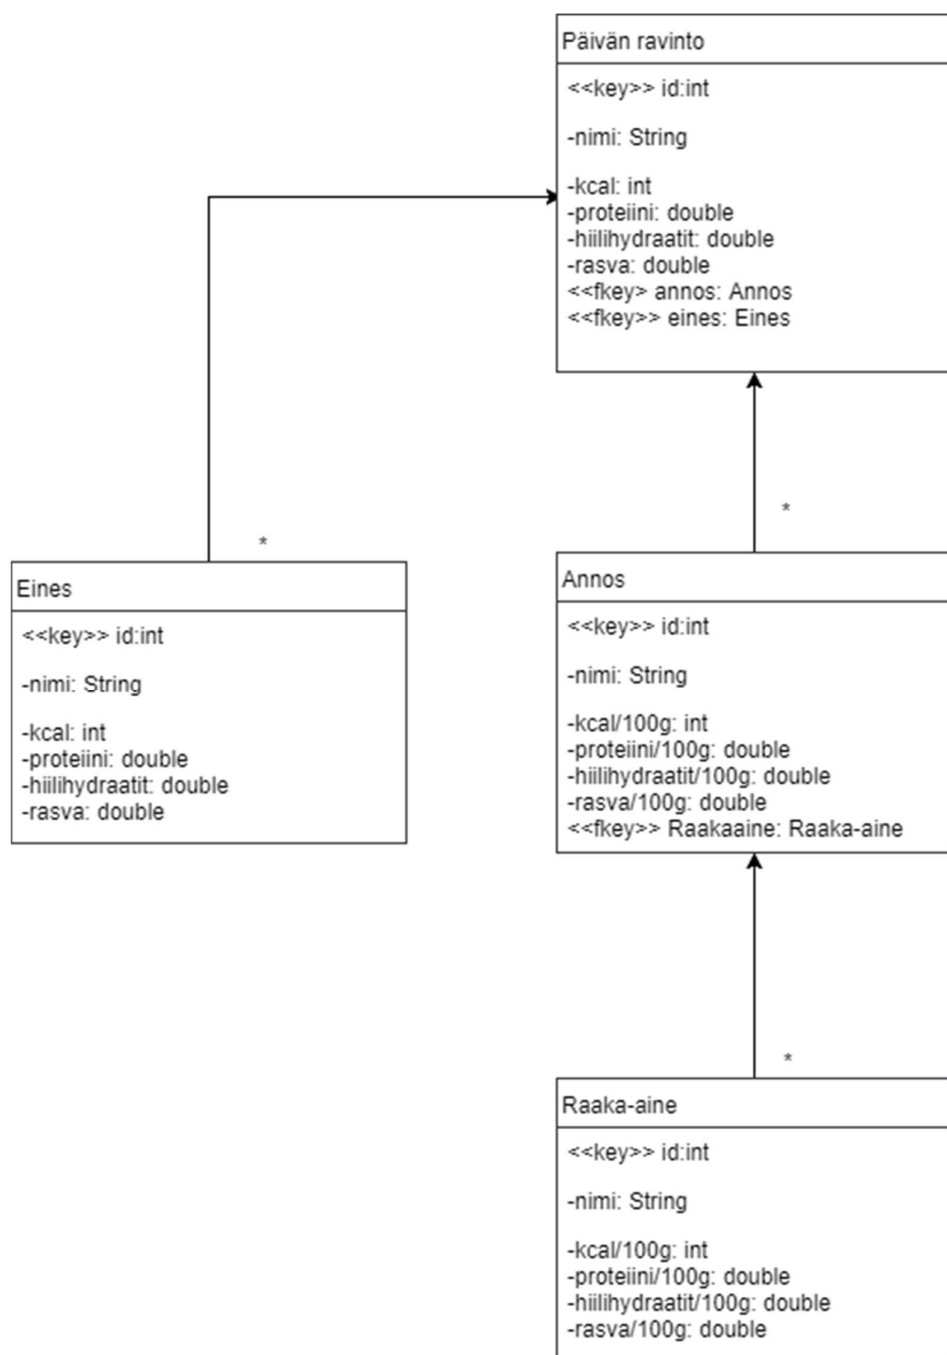 Päivän ravinto
<<key>> id:int
-nimi: String
-kcal: int
-proteiini: double
-hiilihydraatit: double
-rasva: double
<<fkey> annos: Annos
<<fkey>> eines: Eines
*
*
Eines
<<key>> id:int
-nimi: String
-kcal: int
-proteiini: double
-hiilihydraatit: double
-rasva: double
Annos
<<key>> id:int
-nimi: String
-kcal/100g: int
-proteiini/100g: double
-hiilihydraatit/100g: double
-rasva/100g: double
<<fkey>> Raakaaine: Raaka-aine
*
Raaka-aine
<<key>> id:int
-nimi: String
-kcal/100g: int
-proteiini/100g: double
-hiilihydraatit/100g: double
-rasva/100g: double